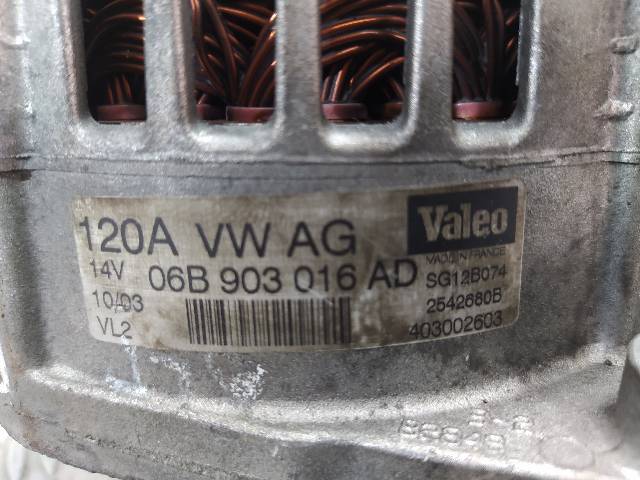 120A VW AG
Valeo
MADE IN FRANCE
14V 06B 903 016 AD
SG12B074
10/03
2542680B
VL2
403002603